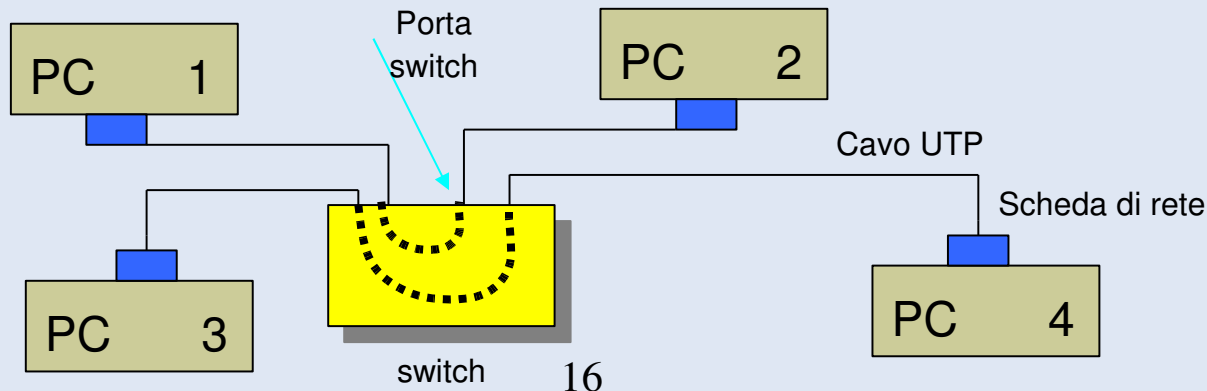 Porta
switch
PC 1
PC 2
Cavo UTP
Scheda di rete
PC 3
PC 4
switch
16